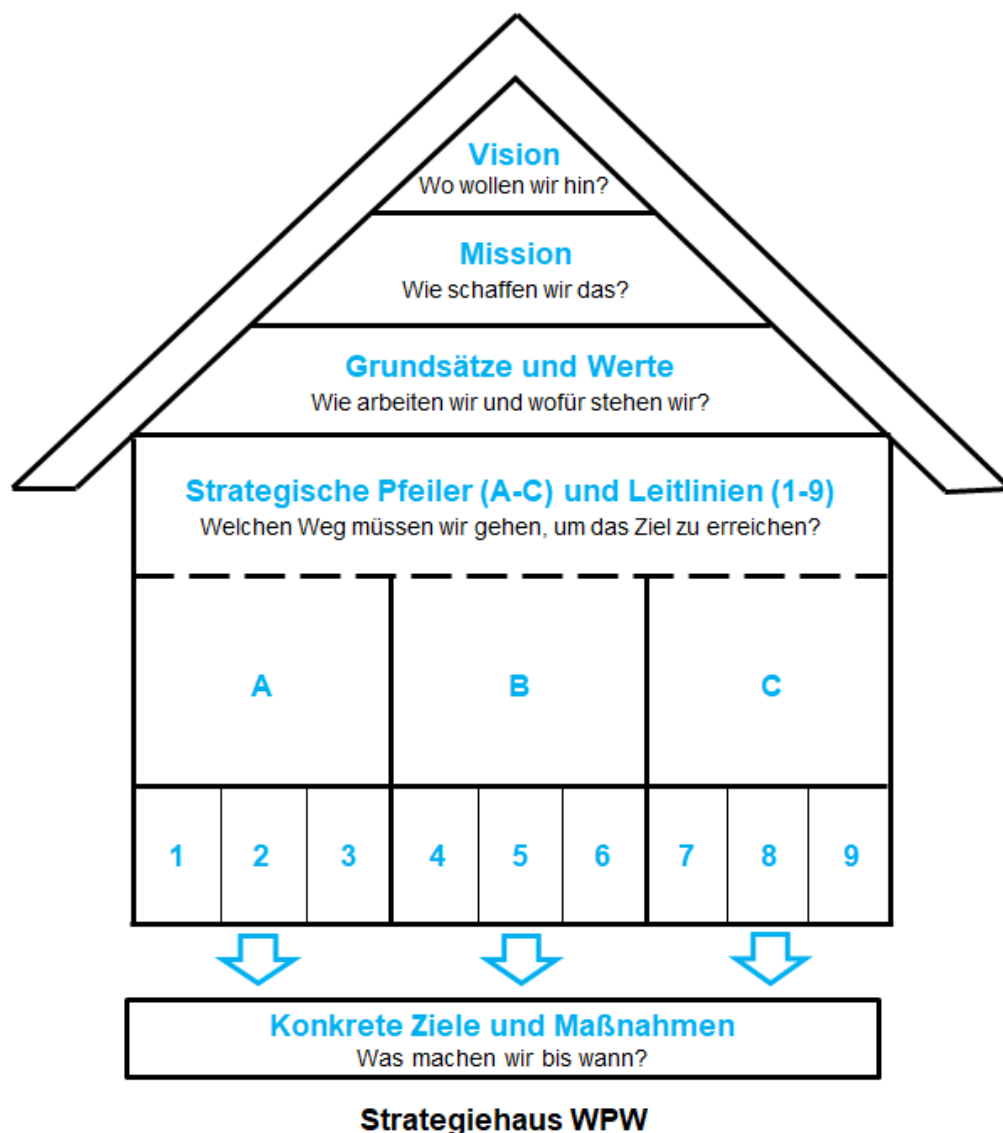 Vision
Wo wollen wir hin?
Mission
Wie schaffen wir das?
Grundsätze und Werte
Wie arbeiten wir und wofür stehen wir?
Strategische Pfeiler (A-C) und Leitlinien (1-9)
Welchen Weg müssen wir gehen, um das Ziel zu erreichen?
A B C
1 2 3 4 5 6 7 8 9
Konkrete Ziele und Maßnahmen
Was machen wir bis wann?
Strategiehaus WPW